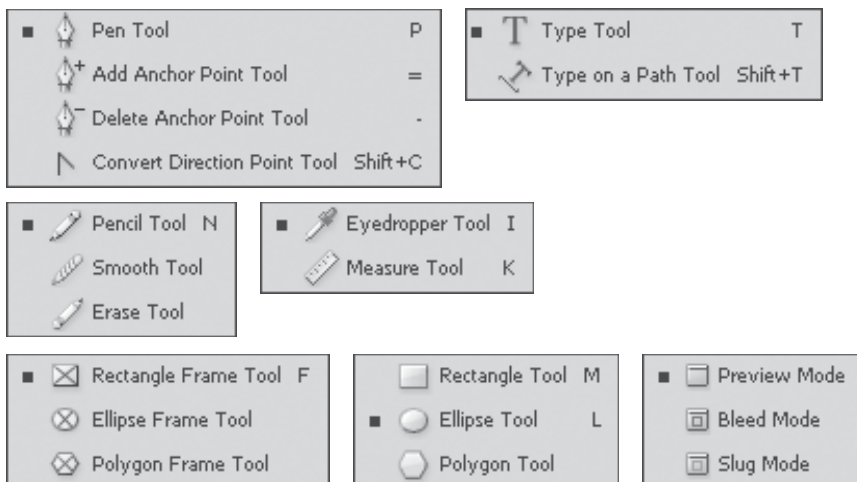 Pen Tool P
Add Anchor Point Tool =
Delete Anchor Point Tool -
Convert Direction Point Tool Shift+C
Type Tool T
Type on a Path Tool Shift+T
Pencil Tool N
Smooth Tool
Erase Tool
Eyedropper Tool I
Measure Tool K
Rectangle Frame Tool F
Ellipse Frame Tool
Polygon Frame Tool
Rectangle Tool M
Ellipse Tool L
Polygon Tool
Preview Mode
Bleed Mode
Slug Mode